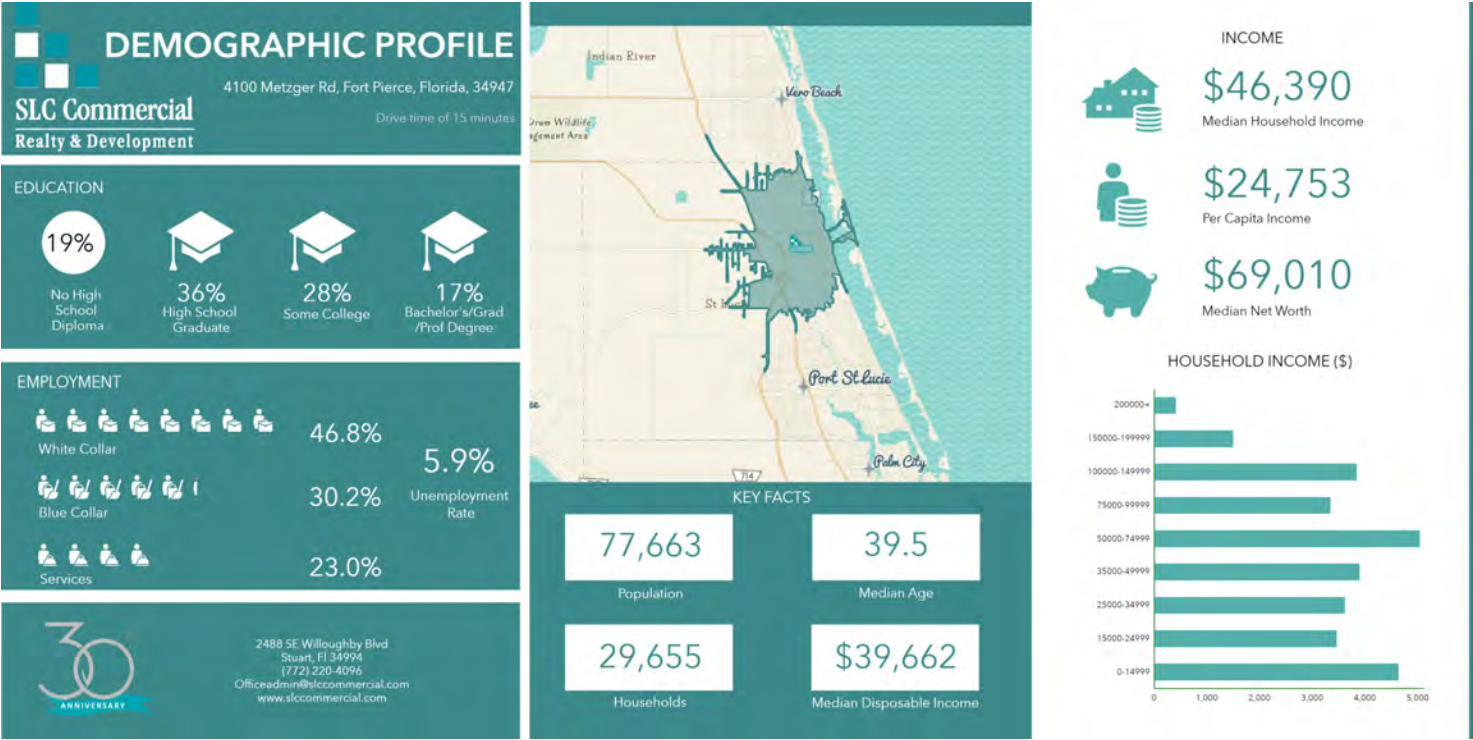 DEMOGRAPHIC PROFILE
4100 Metzger Rd, Fort Pierce, Florida, 34947
Drive time of 15 minutes
SLC Commercial
Realty & Development
EDUCATION
19%
No High
School
Diploma
36%
High School
Graduate
28%
Some College
17%
Bachelor's/Grad
/Prof Degree
EMPLOYMENT
White Collar
46.8%
Blue Collar
30.2%
Services
23.0%
5.9%
Unemployment
Rate
30
ANNIVERSARY
2488 SE Willoughby Blvd
Stuart, Fl 34994
(772) 220-4096
Officeadmin@slccommercial.com
www.slccommercial.com
Indian River
Vero Beach
Drum Wildlife
Area
Port St Lucie
Palm City
714
KEY FACTS
77,663
Population
39.5
Median Age
29,655
Households
$39,662
Median Disposable Income
INCOME
$46,390
Median Household Income
$24,753
Per Capita Income
$69,010
Median Net Worth
HOUSEHOLD INCOME ($)
200000+
150000-199999
100000-149999
75000-99999
50000-74999
35000-49999
25000-34999
15000-24999
0-14999
0 1,000 2,000 3,000 4,000 5,000